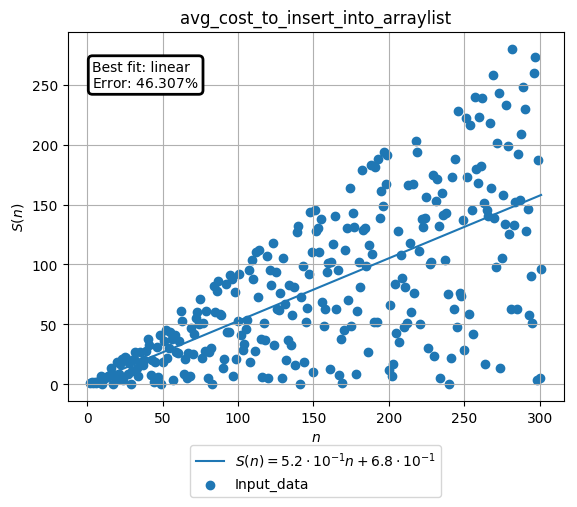 avg_cost_to_insert_into_arraylist
Best fit: linear
Error: 46.307%
250
200
150
100
50
0
S(n)
0 50 100 150 200 250 300
n
S(n) = 5.2 · 10⁻¹n + 6.8 · 10⁻¹
Input_data